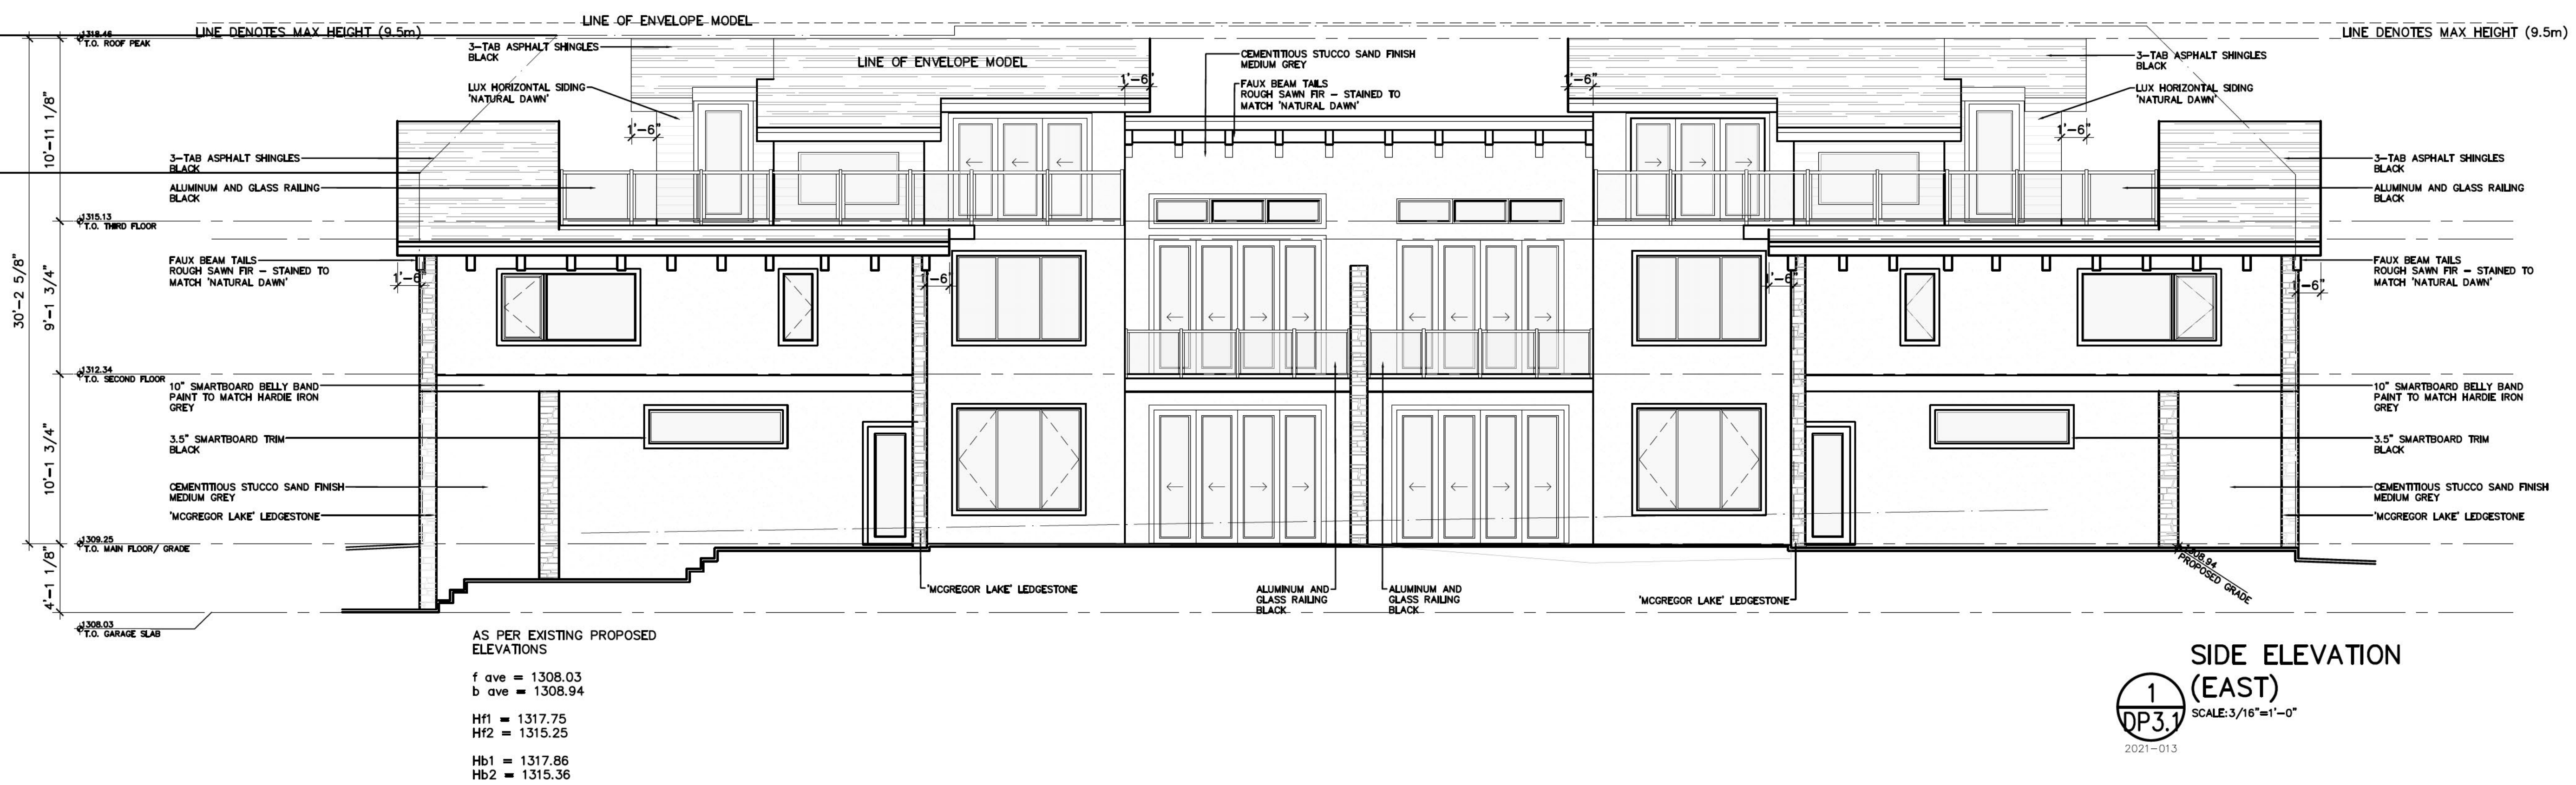 LINE OF ENVELOPE MODEL
LINE DENOTES MAX HEIGHT (9.5m)
LINE DENOTES MAX HEIGHT (9.5m)
1318.46
T.O. ROOF PEAK
3-TAB ASPHALT SHINGLES
BLACK
LINE OF ENVELOPE MODEL
LUX HORIZONTAL SIDING
'NATURAL DAWN'
CEMENTITIOUS STUCCO SAND FINISH
MEDIUM GREY
FAUX BEAM TAILS
ROUGH SAWN FIR - STAINED TO
MATCH 'NATURAL DAWN'
3-TAB ASPHALT SHINGLES
BLACK
LUX HORIZONTAL SIDING
'NATURAL DAWN'
1'-6"
1'-6"
1'-6"
1'-6"
3-TAB ASPHALT SHINGLES
BLACK
ALUMINUM AND GLASS RAILING
BLACK
3-TAB ASPHALT SHINGLES
BLACK
ALUMINUM AND GLASS RAILING
BLACK
10'-11 1/8"
1315.13
T.O. THIRD FLOOR
FAUX BEAM TAILS
ROUGH SAWN FIR - STAINED TO
MATCH 'NATURAL DAWN'
1'-6"
1'-6"
1'-6"
1'-6"
FAUX BEAM TAILS
ROUGH SAWN FIR - STAINED TO
MATCH 'NATURAL DAWN'
30'-2 5/8"
9'-1 3/4"
1312.34
T.O. SECOND FLOOR
10" SMARTBOARD BELLY BAND
PAINT TO MATCH HARDIE IRON
GREY
10" SMARTBOARD BELLY BAND
PAINT TO MATCH HARDIE IRON
GREY
10'-1 3/4"
3.5" SMARTBOARD TRIM
BLACK
3.5" SMARTBOARD TRIM
BLACK
CEMENTITIOUS STUCCO SAND FINISH
MEDIUM GREY
CEMENTITIOUS STUCCO SAND FINISH
MEDIUM GREY
'MCGREGOR LAKE' LEDGESTONE
'MCGREGOR LAKE' LEDGESTONE
1309.25
T.O. MAIN FLOOR/ GRADE
4'-1 1/8"
1308.94
PROPOSED GRADE
'MCGREGOR LAKE' LEDGESTONE
ALUMINUM AND
GLASS RAILING
BLACK
ALUMINUM AND
GLASS RAILING
BLACK
'MCGREGOR LAKE' LEDGESTONE
1308.03
T.O. GARAGE SLAB
AS PER EXISTING PROPOSED
ELEVATIONS
f ave = 1308.03
b ave = 1308.94
Hf1 = 1317.75
Hf2 = 1315.25
Hb1 = 1317.86
Hb2 = 1315.36
SIDE ELEVATION
(EAST)
SCALE:3/16"=1'-0"
1
DP3.1
2021-013